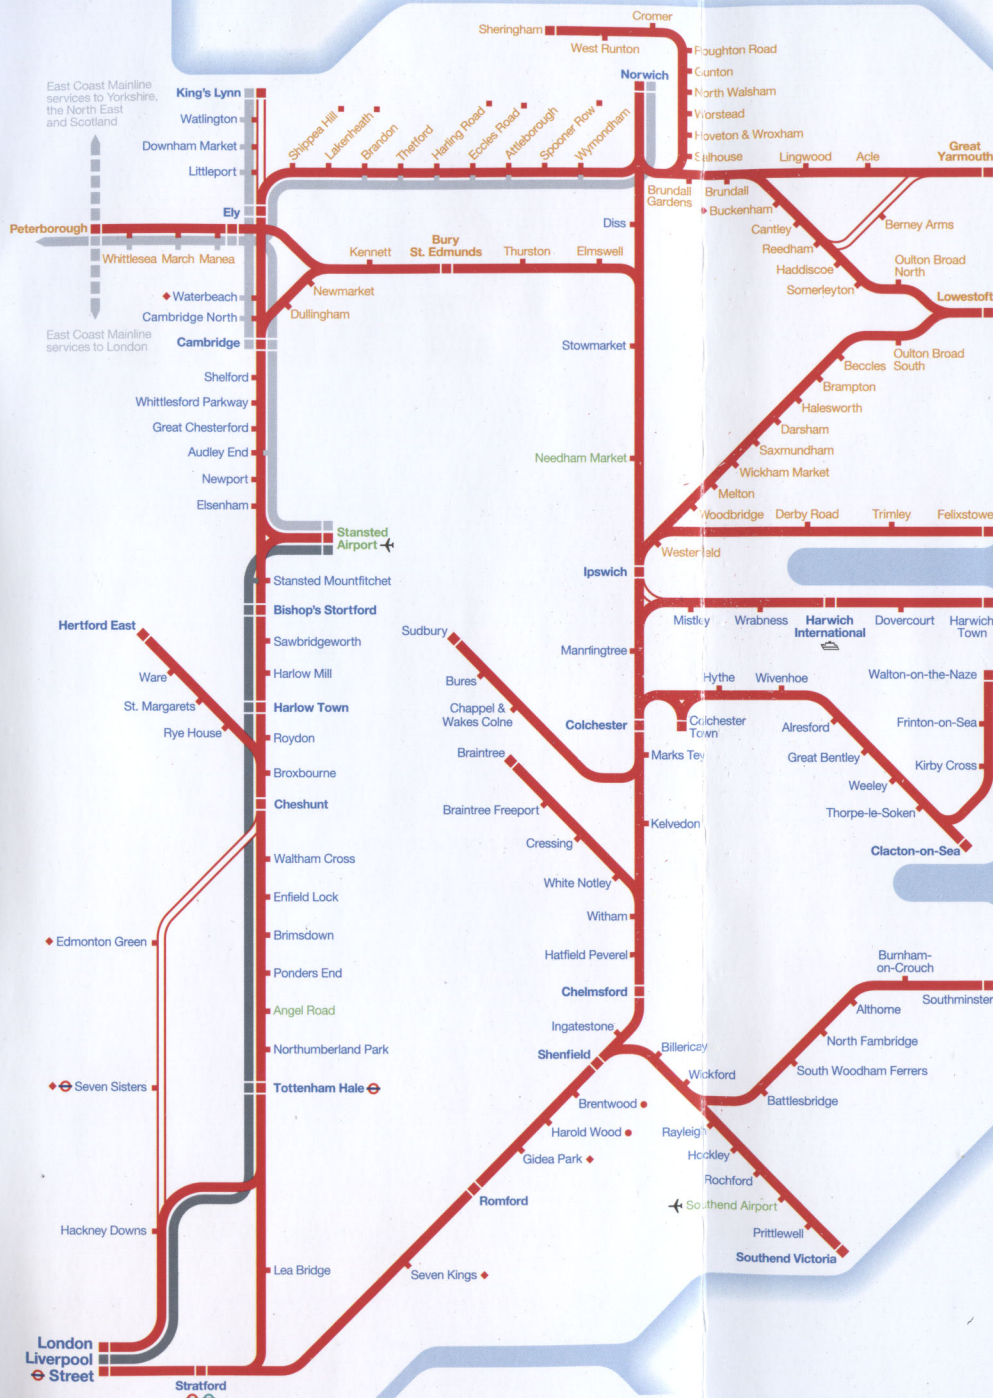 Cromer
Sheringham
West Runton
Roughton Road
Gunton
North Walsham
Worstead
Hoveton & Wroxham
Salhouse
Norwich
East Coast Mainline
services to Yorkshire,
the North East
and Scotland
King's Lynn
Watlington
Downham Market
Littleport
Ely
Shippea Hill
Lakenheath
Brandon
Thetford
Harling Road
Eccles Road
Attleborough
Spooner Row
Wymondham
Brundall
Gardens
Brundall
Lingwood
Acle
Great
Yarmouth
Buckenham
Cantley
Reedham
Haddiscoe
Somerleyton
Berney Arms
Oulton Broad
North
Lowestoft
Oulton Broad
South
Beccles
Brampton
Halesworth
Darsham
Saxmundham
Wickham Market
Melton
Woodbridge
Derby Road
Trimley
Felixstowe
Westerfield
Peterborough
Whittlesea
March
Manea
Waterbeach
Cambridge North
Cambridge
East Coast Mainline
services to London
Kennett
Bury
St. Edmunds
Thurston
Elmswell
Newmarket
Dullingham
Diss
Stowmarket
Needham Market
Ipswich
Shelford
Whittlesford Parkway
Great Chesterford
Audley End
Newport
Elsenham
Stansted
Airport
Stansted Mountfitchet
Bishop's Stortford
Sawbridgeworth
Harlow Mill
Harlow Town
Roydon
Broxbourne
Cheshunt
Hertford East
Ware
St. Margarets
Rye House
Waltham Cross
Enfield Lock
Brimsdown
Ponders End
Angel Road
Northumberland Park
Tottenham Hale
Edmonton Green
Seven Sisters
Hackney Downs
Lea Bridge
London
Liverpool
Street
Stratford
Mistley
Wrabness
Harwich
International
Dovercourt
Harwich
Town
Manningtree
Sudbury
Bures
Chappel &
Wakes Colne
Colchester
Hythe
Wivenhoe
Colchester
Town
Alresford
Great Bentley
Weeley
Thorpe-le-Soken
Clacton-on-Sea
Walton-on-the-Naze
Frinton-on-Sea
Kirby Cross
Marks Tey
Kelvedon
Braintree
Braintree Freeport
Cressing
White Notley
Witham
Hatfield Peverel
Chelmsford
Ingatestone
Shenfield
Billericay
Wickford
Battlesbridge
South Woodham Ferrers
North Fambridge
Althorne
Burnham-
on-Crouch
Southminster
Rayleigh
Hockley
Rochford
Southend Airport
Prittlewell
Southend Victoria
Brentwood
Harold Wood
Gidea Park
Romford
Seven Kings